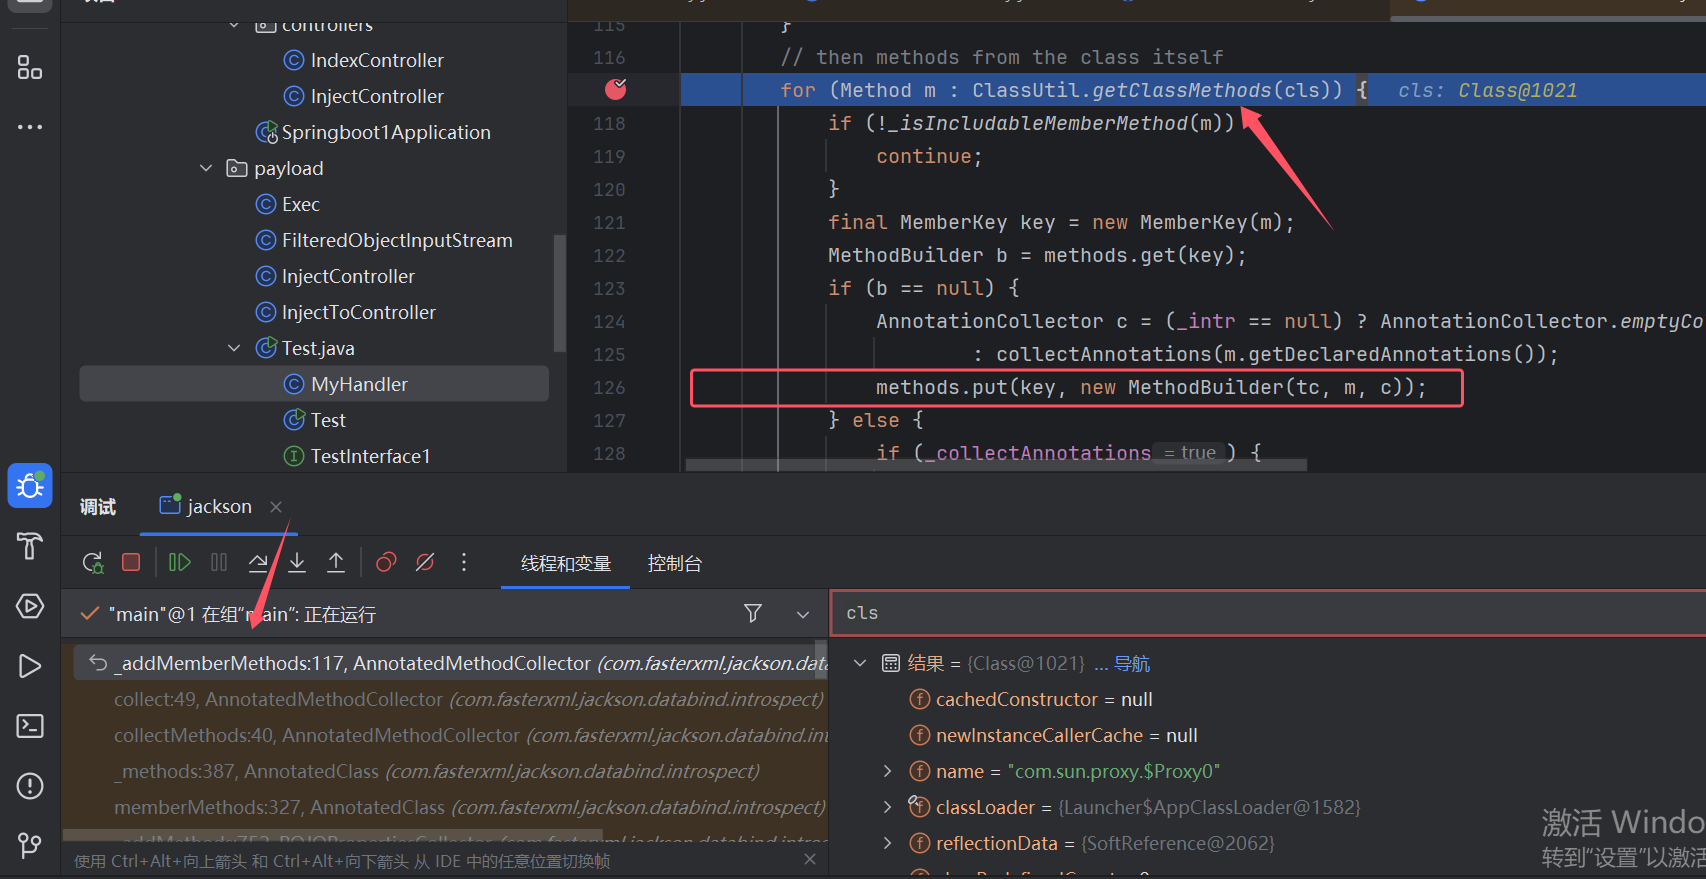 controllers
IndexController
InjectController
Springboot1Application
payload
Exec
FilteredObjectInputStream
InjectController
InjectToController
Test.java
MyHandler
Test
TestInterface1
115 }
116 // then methods from the class itself
for (Method m : ClassUtil.getClassMethods(cls)) { cls: Class@1021
118 if (!_isIncludableMemberMethod(m))
119 continue;
120 }
121 final MemberKey key = new MemberKey(m);
122 MethodBuilder b = methods.get(key);
123 if (b == null) {
124 AnnotationCollector c = (_intr == null) ? AnnotationCollector.emptyCo
125 : collectAnnotations(m.getDeclaredAnnotations());
126 methods.put(key, new MethodBuilder(tc, m, c));
127 } else {
128 if (_collectAnnotations = true ) {
调试 jackson
线程和变量 控制台
"main"@1 在组“main”: 正在运行
_addMemberMethods:117, AnnotatedMethodCollector (com.fasterxml.jackson.data
collect:49, AnnotatedMethodCollector (com.fasterxml.jackson.databind.introspect)
collectMethods:40, AnnotatedMethodCollector (com.fasterxml.jackson.databind.int
_methods:387, AnnotatedClass (com.fasterxml.jackson.databind.introspect)
memberMethods:327, AnnotatedClass (com.fasterxml.jackson.databind.introspect)
使用 Ctrl+Alt+向上箭头 和 Ctrl+Alt+向下箭头 从 IDE 中的任意位置切换帧
cls
结果 = {Class@1021} ... 导航
cachedConstructor = null
newInstanceCallerCache = null
name = "com.sun.proxy.$Proxy0"
classLoader = {Launcher$AppClassLoader@1582}
reflectionData = {SoftReference@2062}
激活 Windo
转到“设置”以激活